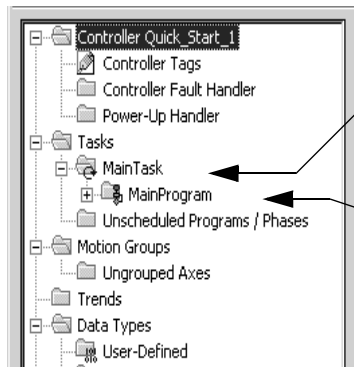 Controller Quick_Start_1
Controller Tags
Controller Fault Handler
Power-Up Handler
Tasks
MainTask
MainProgram
Unscheduled Programs / Phases
Motion Groups
Ungrouped Axes
Trends
Data Types
User-Defined